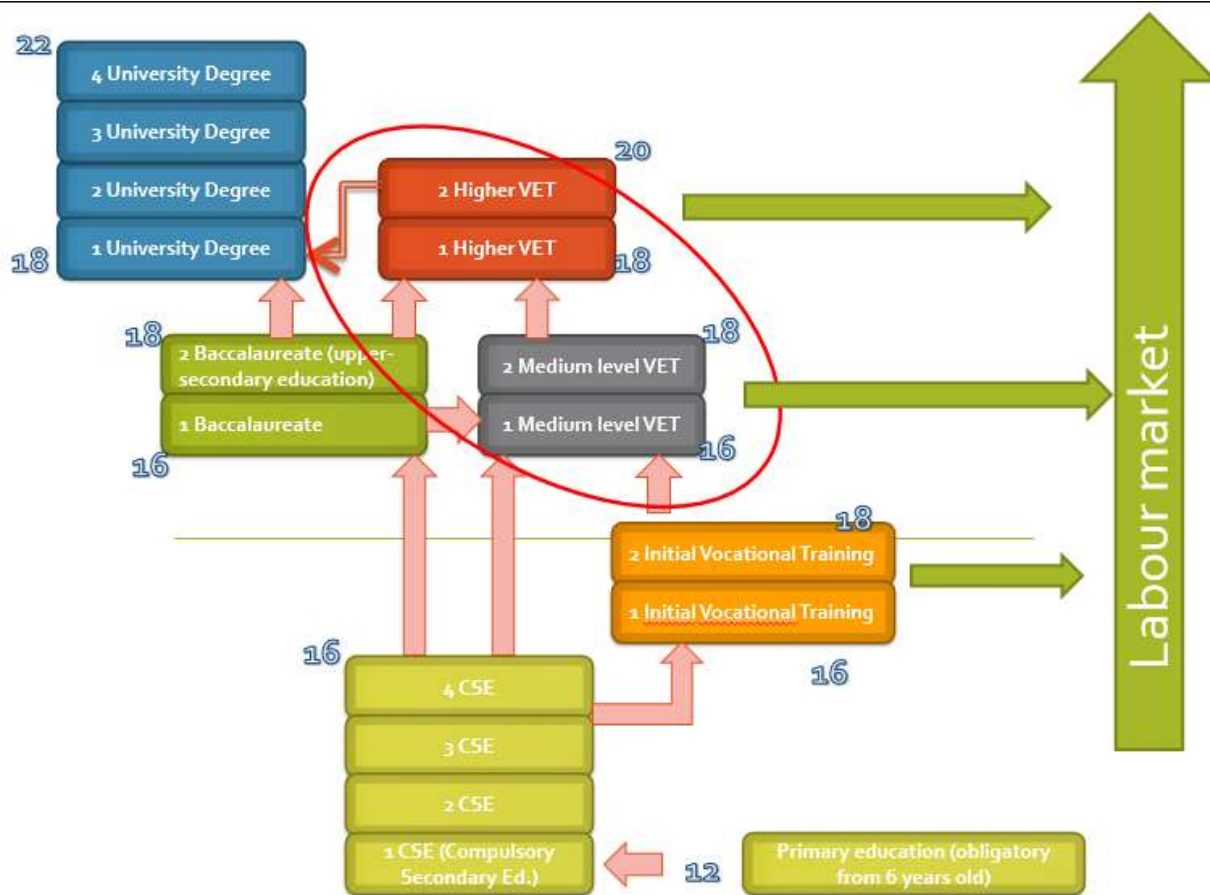 22
4 University Degree
3 University Degree
2 University Degree
1 University Degree
18
20
2 Higher VET
1 Higher VET
18
18
2 Baccalaureate (upper-
secondary education)
1 Baccalaureate
16
18
2 Medium level VET
1 Medium level VET
16
18
2 Initial Vocational Training
1 Initial Vocational Training
16
16
4 CSE
3 CSE
2 CSE
1 CSE (Compulsory
Secondary Ed.)
12
Primary education (obligatory
from 6 years old)
Labour market